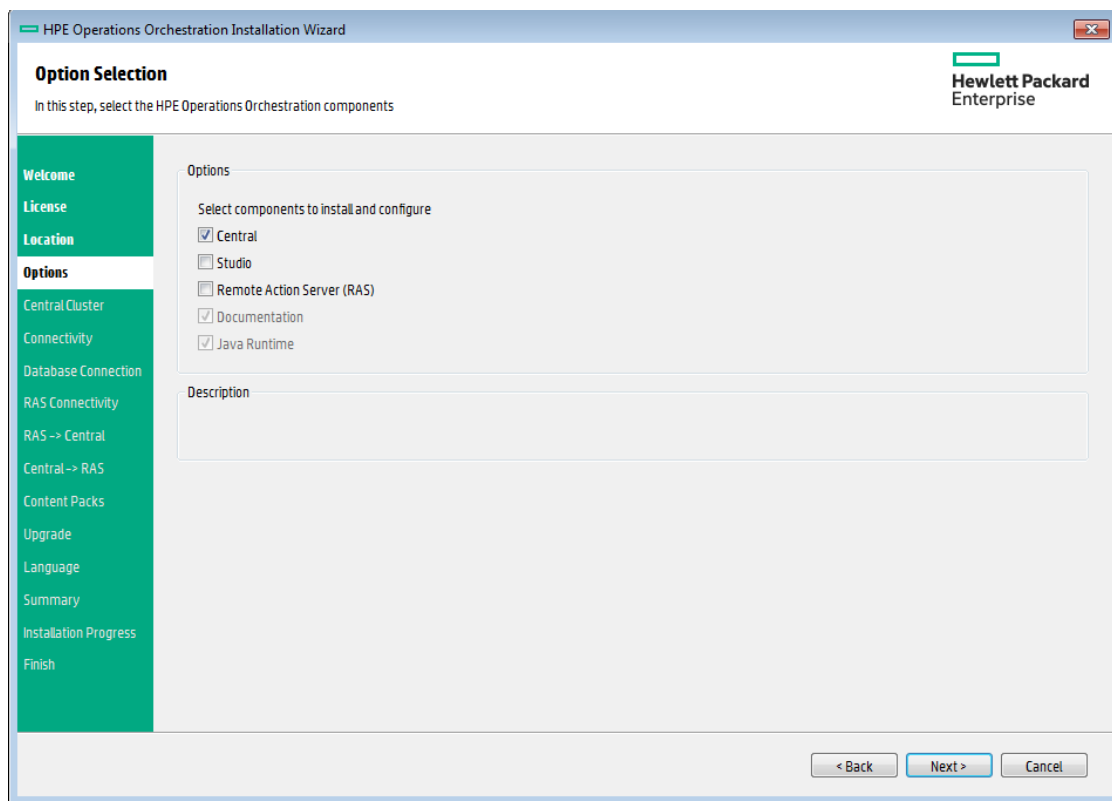 HPE Operations Orchestration Installation Wizard
Option Selection
In this step, select the HPE Operations Orchestration components
Hewlett Packard
Enterprise
Welcome
License
Location
Options
Central Cluster
Connectivity
Database Connection
RAS Connectivity
RAS -> Central
Central -> RAS
Content Packs
Upgrade
Language
Summary
Installation Progress
Finish
Options
Select components to install and configure
Central
Studio
Remote Action Server (RAS)
Documentation
Java Runtime
Description
< Back
Next >
Cancel